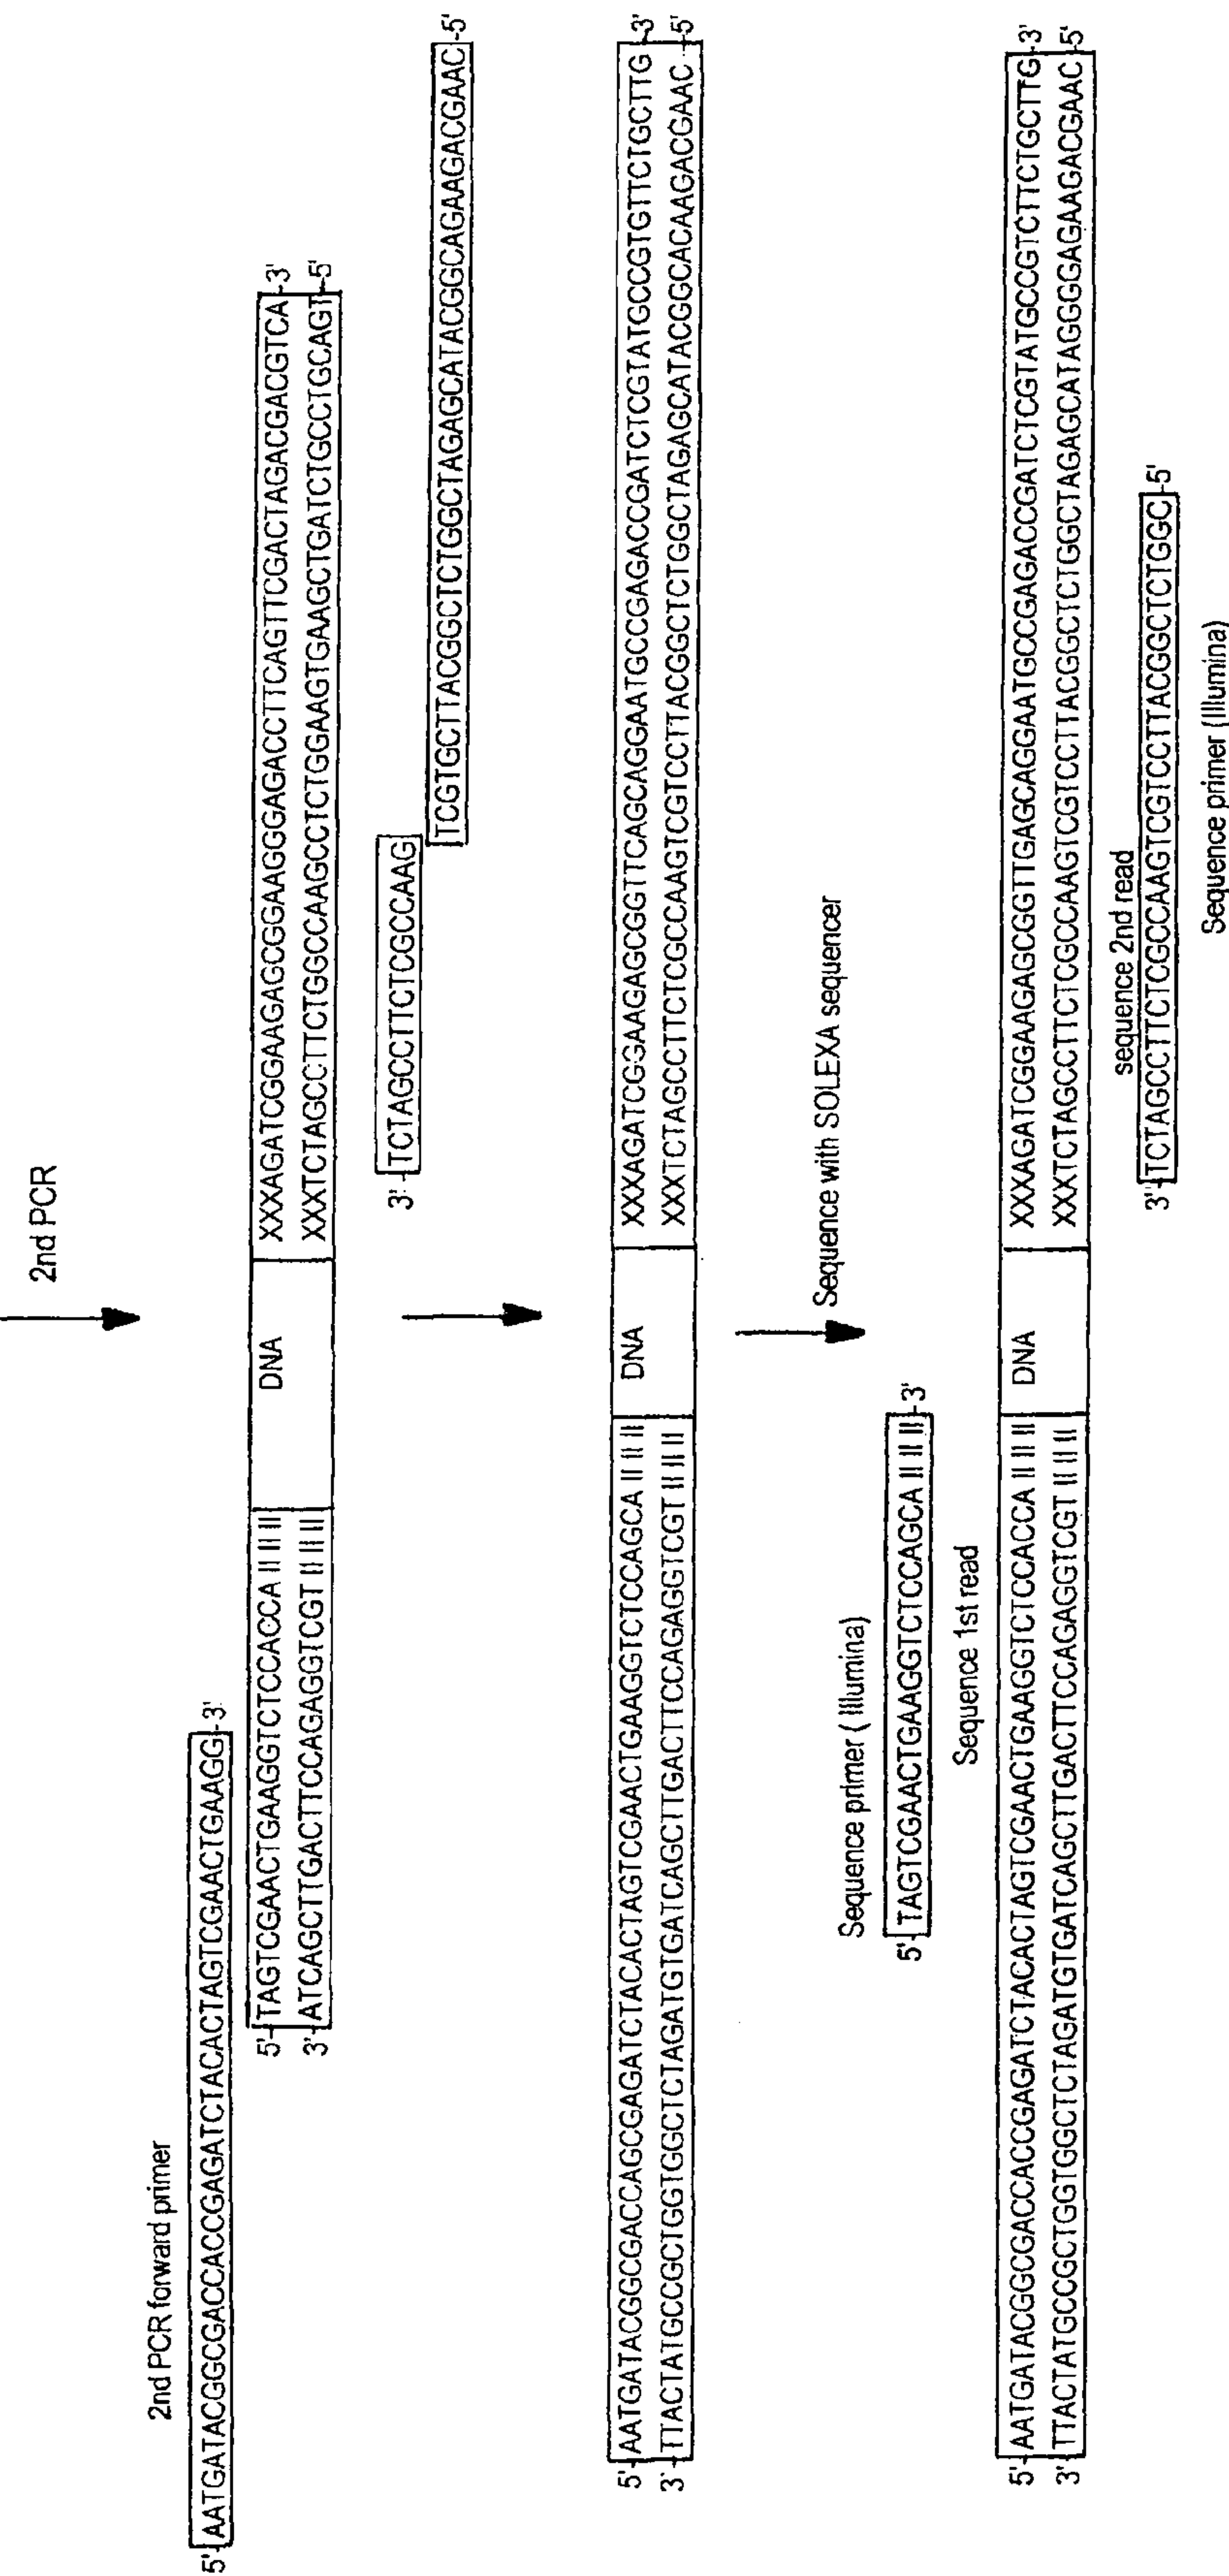 2nd PCR
2nd PCR forward primer
5'-AATGATACGGCGACCACCGAGATCTACACTAGTCGAACTGAAGG-3'
5'-TAGTCGAACTGAAGGTCTCCACCA II II II DNA XXXAGATCGGAAGAGCGGAAGGGAGACCTTCAGTTCGACTAGACGACGTCA-3'
3'-ATCAGCTTGACTTCCAGAGGTCGT II II II XXXTCTAGCCTTCTGGCCAAGCCTCTGGAAGTGAAGCTGATCTGCCTGCAGT-5'
3'-TCTAGCCTTCTCGCCAAG
TCGTGCTTACGGCTCTGGCTAGAGCATACGGCAGAAGACGAAC-5'
5'-AATGATACGGCGACCAGCGAGATCTACACTAGTCGAACTGAAGGTCTCCAGCA II II II DNA XXXAGATCGGAAGAGCGGTTCAGCAGGAATGCCGAGACCGATCTCGTATGCCGTGTTCTGCTTG-3'
3'-TTACTATGCCGCTGGTGGCTCTAGATGTGATCAGCTTGACTTCCAGAGGTCGT II II II XXXTCTAGCCTTCTCGCCAAGTCGTCCTTACGGCTCTGGCTAGAGCATACGGCACAAGACGAAC-5'
Sequence with SOLEXA sequencer
Sequence primer ( Illumina)
5'-TAGTCGAACTGAAGGTCTCCAGCA II II II-3'
Sequence 1st read
5'-AATGATACGGCGACCACCGAGATCTACACTAGTCGAACTGAAGGTCTCCACCA II II II DNA XXXAGATCGGAAGAGCGGTTGAGCAGGAATGCCGAGACCGATCTCGTATGCCGTCTTCTGCTTG-3'
3'-TTACTATGCCGCTGGTGGCTCTAGATGTGATCAGCTTGACTTCCAGAGGTCGT II II II XXXTCTAGCCTTCTCGCCAAGTCGTCCTTACGGCTCTGGCTAGAGCATAGGGGAGAAGACGAAC-5'
sequence 2nd read
3"-TCTAGCCTTCTCGCCAAGTCGTCCTTACGGCTCTGGC-5'
Sequence primer (Illumina)